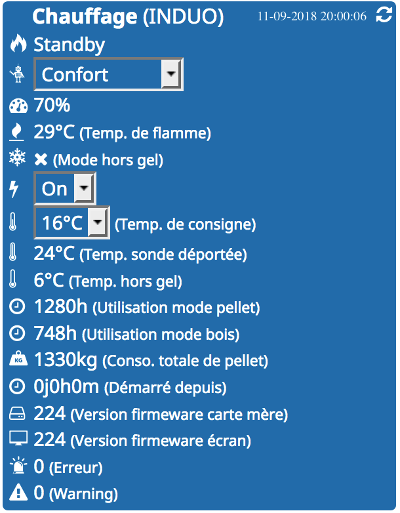 Chauffage (INDUO) 11-09-2018 20:00:06
Standby
Confort
70%
29°C (Temp. de flamme)
(Mode hors gel)
On
16°C (Temp. de consigne)
24°C (Temp. sonde déportée)
6°C (Temp. hors gel)
1280h (Utilisation mode pellet)
748h (Utilisation mode bois)
KG 1330kg (Conso. totale de pellet)
0j0h0m (Démarré depuis)
224 (Version firmeware carte mère)
224 (Version firmeware écran)
0 (Erreur)
0 (Warning)